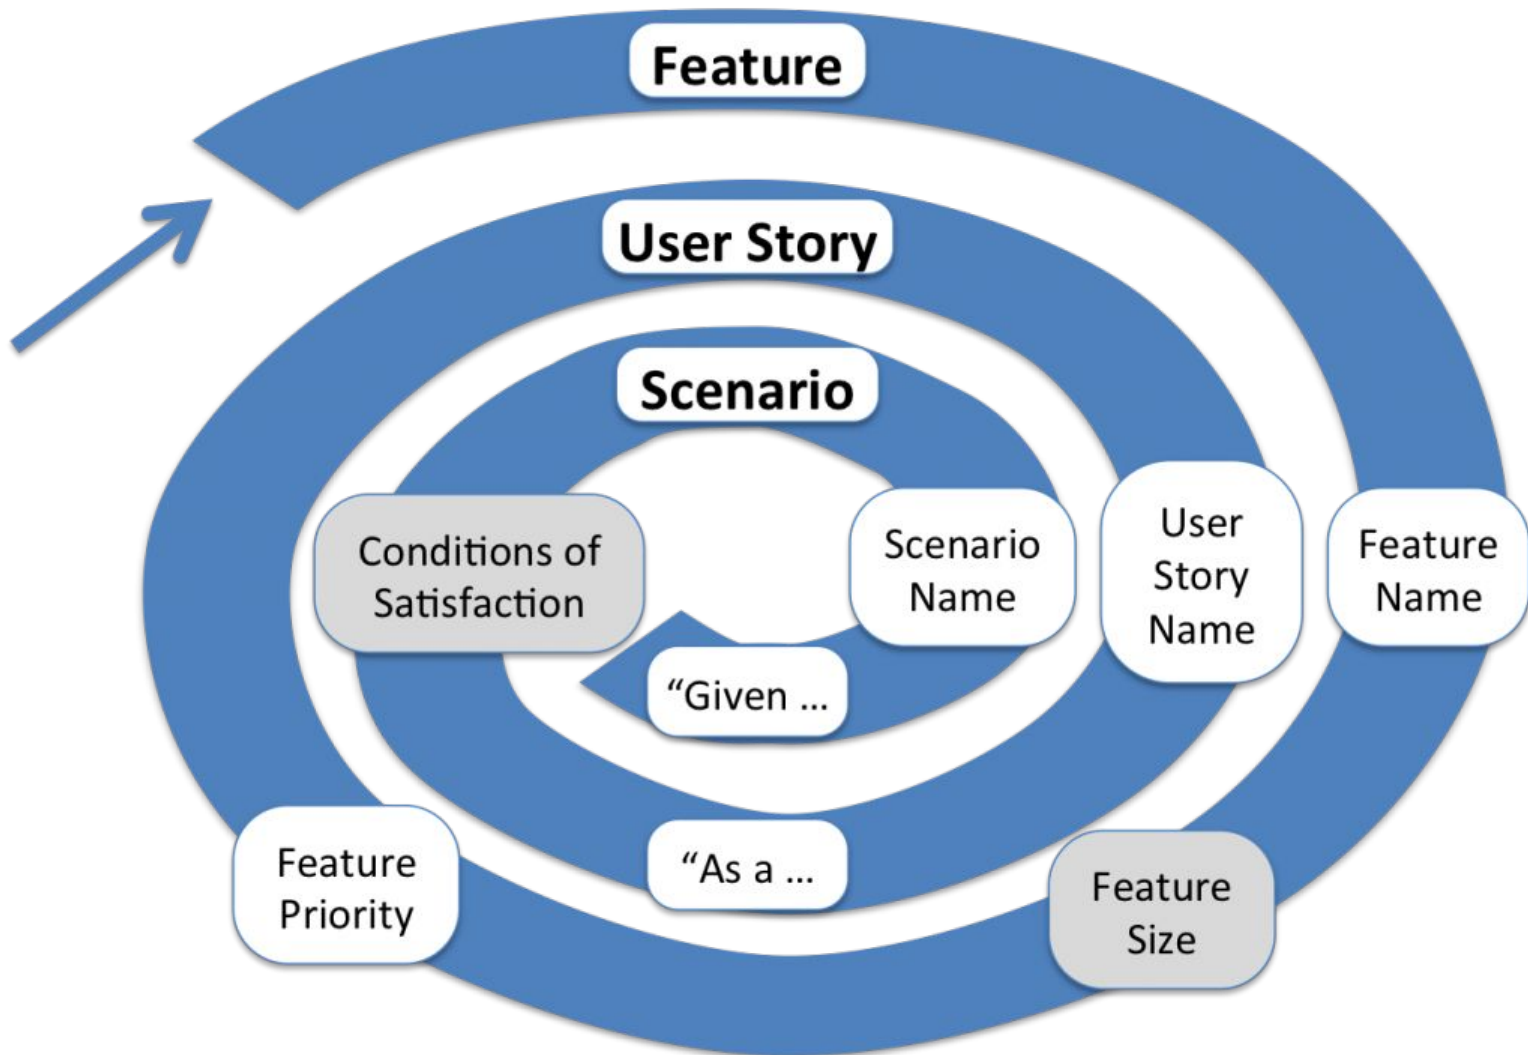 Feature
User Story
Scenario
Conditions of
Satisfaction
Scenario
Name
User
Story
Name
Feature
Name
“Given ...
“As a ...
Feature
Priority
Feature
Size